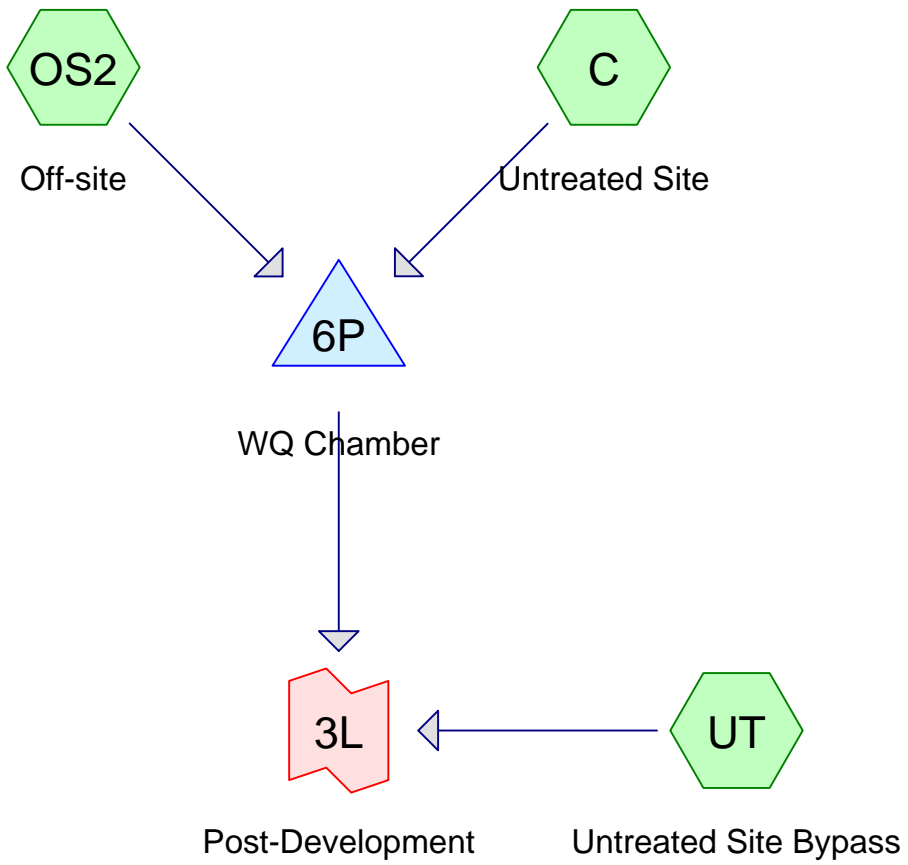 OS2
C
Off-site
Untreated Site
6P
WQ Chamber
3L
UT
Post-Development
Untreated Site Bypass